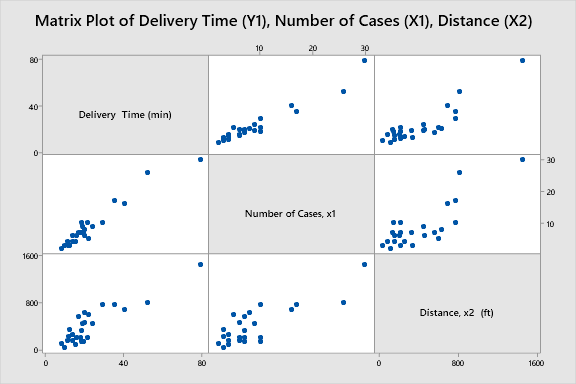 Matrix Plot of Delivery Time (Y1), Number of Cases (X1), Distance (X2)
10 20 30
80
40
0
Delivery Time (min)
Number of Cases, x1
30
20
10
1600
800
0
Distance, x2 (ft)
0 40 80
0 800 1600